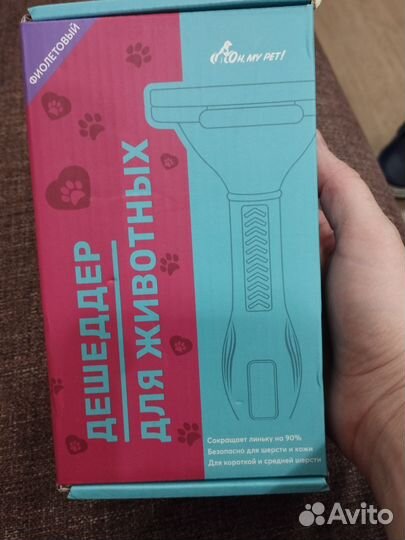 ФИОЛЕТОВЫЙ
OH, MY PET!
ДЕШЕДДЕР
ДЛЯ ЖИВОТНЫХ
Сокращает линьку на 90%
Безопасно для шерсти и кожи
Для короткой и средней шерсти
Avito